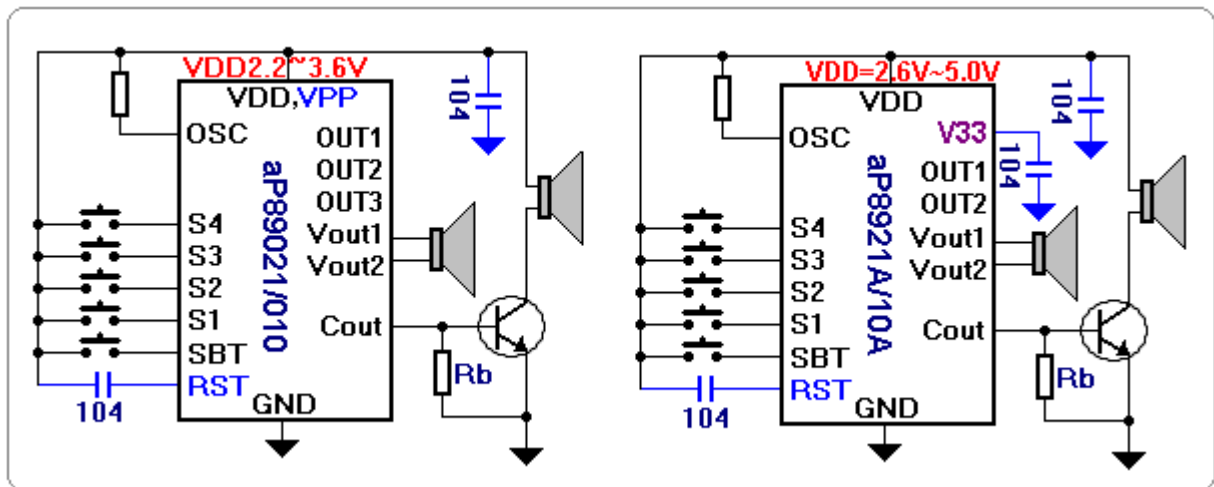 VDD2.2~3.6V
VDD,VPP
104
OSC
OUT1
OUT2
OUT3
aP89021/010
S4
Vout1
S3
Vout2
S2
S1
Cout
SBT
RST
Rb
104
GND
VDD=2.6V~5.0V
VDD
104
OSC
V33
104
OUT1
OUT2
aP8921A/10A
S4
Vout1
S3
Vout2
S2
S1
Cout
SBT
RST
Rb
104
GND